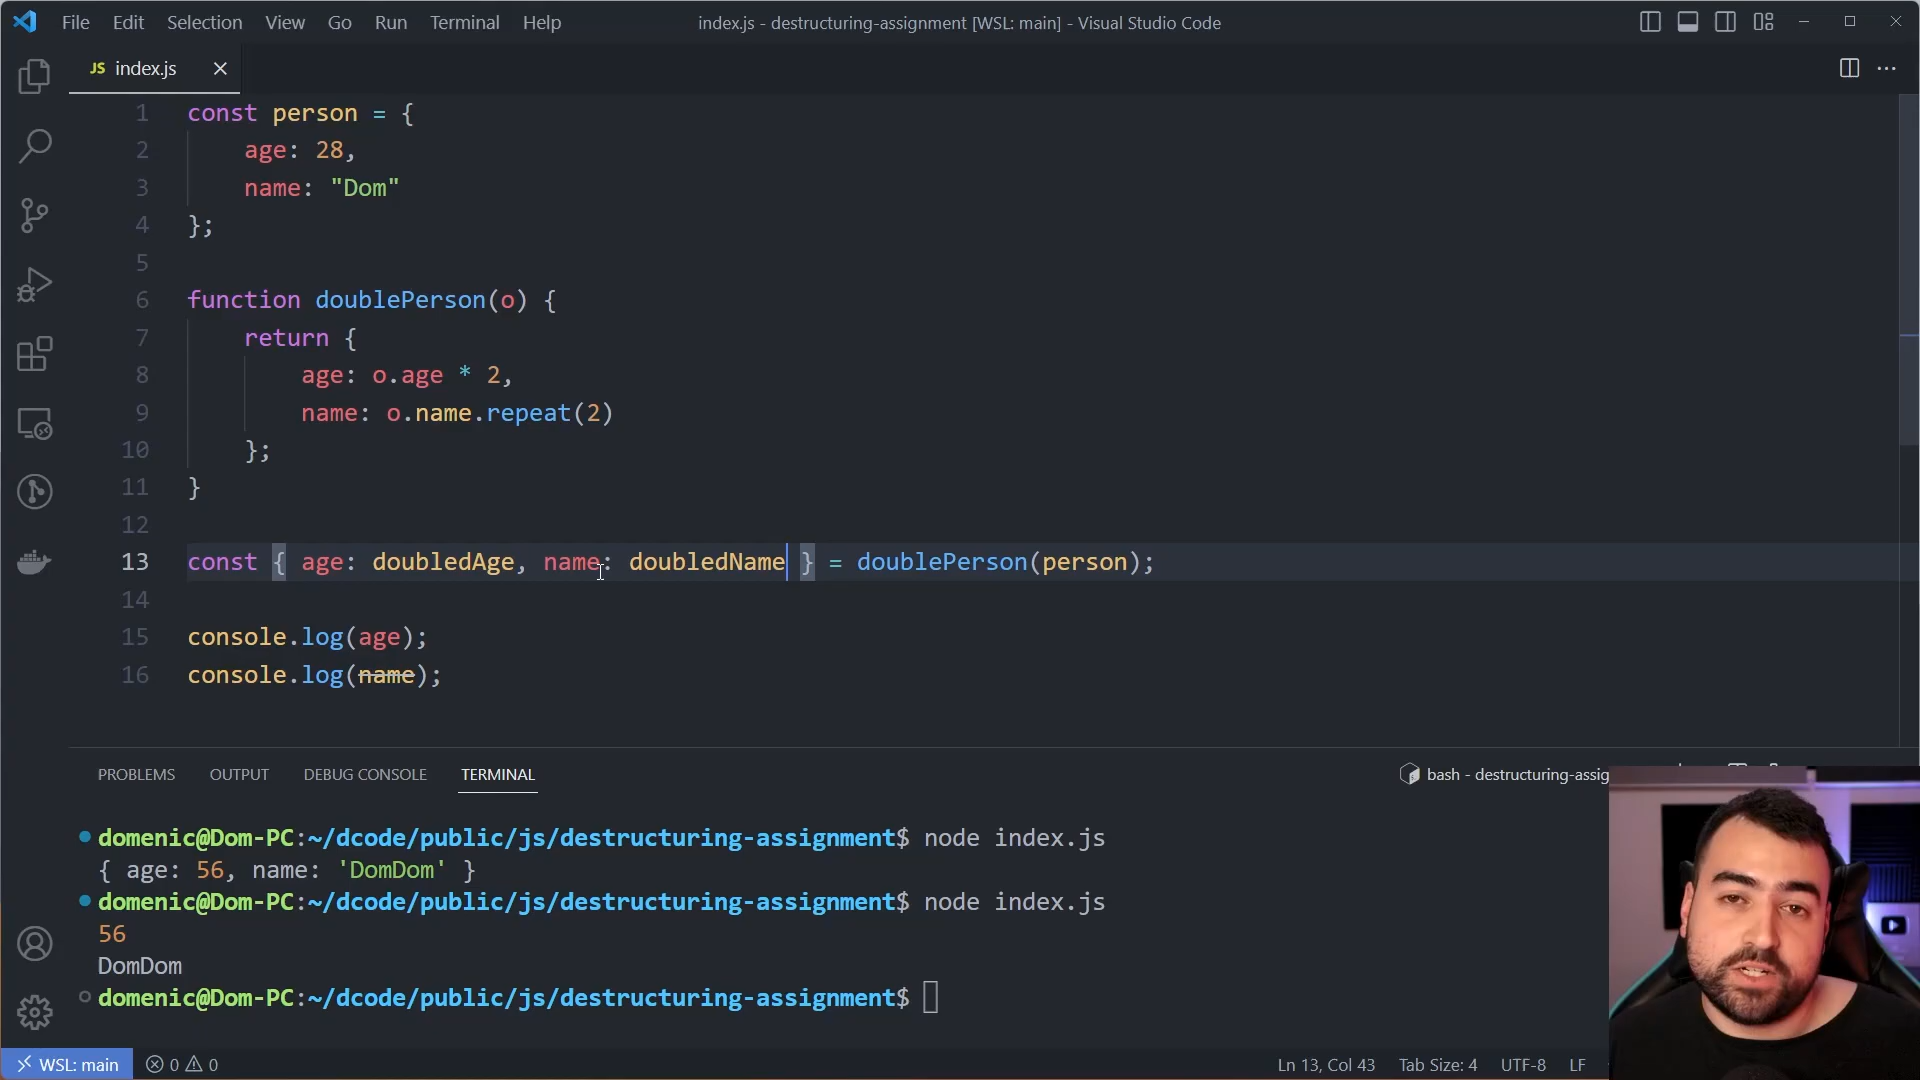 File Edit Selection View Go Run Terminal Help
index.js - destructuring-assignment [WSL: main] - Visual Studio Code
JS index.js
1 const person = {
2 age: 28,
3 name: "Dom"
4 };
5
6 function doublePerson(o) {
7 return {
8 age: o.age * 2,
9 name: o.name.repeat(2)
10 };
11 }
12
13 const { age: doubledAge, name: doubledName } = doublePerson(person);
14
15 console.log(age);
16 console.log(name);
PROBLEMS OUTPUT DEBUG CONSOLE TERMINAL
bash - destructuring-assig
domenic@Dom-PC:~/dcode/public/js/destructuring-assignment$ node index.js
{ age: 56, name: 'DomDom' }
domenic@Dom-PC:~/dcode/public/js/destructuring-assignment$ node index.js
56
DomDom
domenic@Dom-PC:~/dcode/public/js/destructuring-assignment$
WSL: main 0 0
Ln 13, Col 43 Tab Size: 4 UTF-8 LF